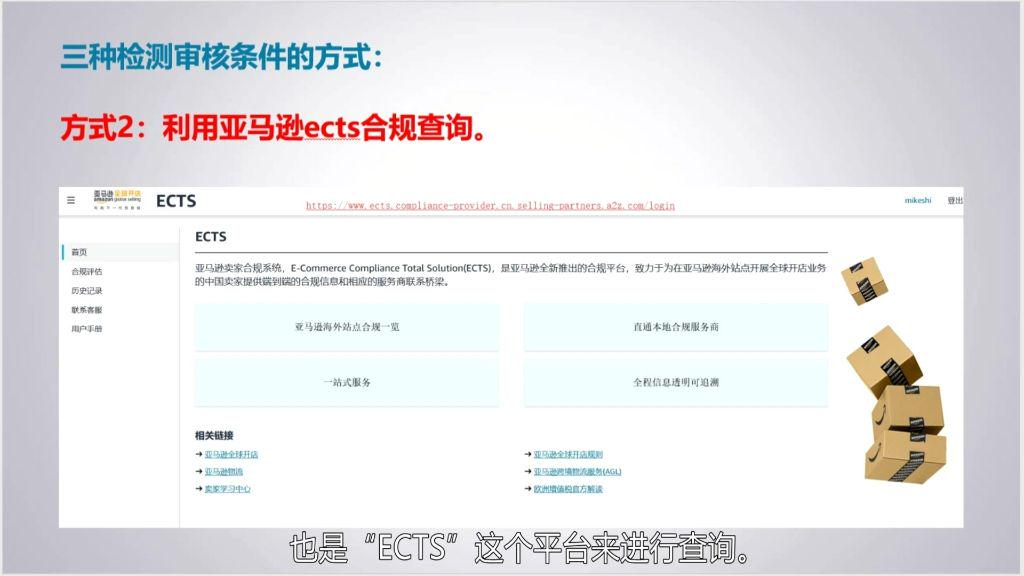 三种检测审核条件的方式：
方式2：利用亚马逊ects合规查询。
亚马逊全球开店
amazon global selling
ECTS
https://www.ects.compliance-provider.cn.selling-partners.a2z.com/login
mikeshi
登出
首页
合规评估
历史记录
联系客服
用户手册
ECTS
亚马逊卖家合规系统，E-Commerce Compliance Total Solution(ECTS)，是亚马逊全新推出的合规平台，致力于为在亚马逊海外站点开展全球开店业务
的中国卖家提供端到端的合规信息和相应的服务商联系桥梁。
亚马逊海外站点合规一览
直通本地合规服务商
一站式服务
全程信息透明可追溯
相关链接
→ 亚马逊全球开店
→ 亚马逊全球开店规则
→ 亚马逊物流
→ 亚马逊跨境物流服务(AGL)
→ 卖家学习中心
→ 欧洲增值税官方解读
也是“ECTS”这个平台来进行查询。